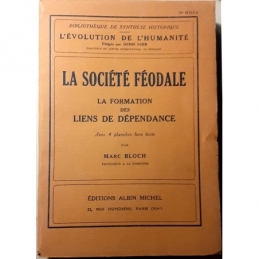 BIBLIOTHÈQUE DE SYNTHÈSE HISTORIQUE
L'ÉVOLUTION DE L'HUMANITÉ
LA SOCIÉTÉ FÉODALE
LA FORMATION
DES
LIENS DE DÉPENDANCE
Avec 4 planches hors texte
PAR
MARC BLOCH
ÉDITIONS ALBIN MICHEL
22, RUE HUYGHENS, PARIS